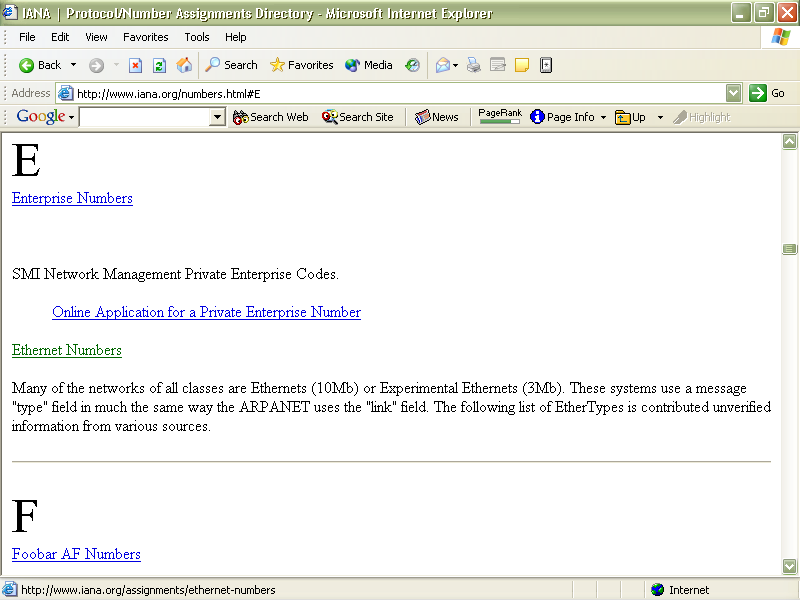 IANA | Protocol/Number Assignments Directory - Microsoft Internet Explorer
File Edit View Favorites Tools Help
Back Search Favorites Media
Address http://www.iana.org/numbers.html#E Go
Google Search Web Search Site News PageRank Page Info Up Highlight
E
Enterprise Numbers
SMI Network Management Private Enterprise Codes.
Online Application for a Private Enterprise Number
Ethernet Numbers
Many of the networks of all classes are Ethernets (10Mb) or Experimental Ethernets (3Mb). These systems use a message
"type" field in much the same way the ARPANET uses the "link" field. The following list of EtherTypes is contributed unverified
information from various sources.
F
Foobar AF Numbers
http://www.iana.org/assignments/ethernet-numbers Internet